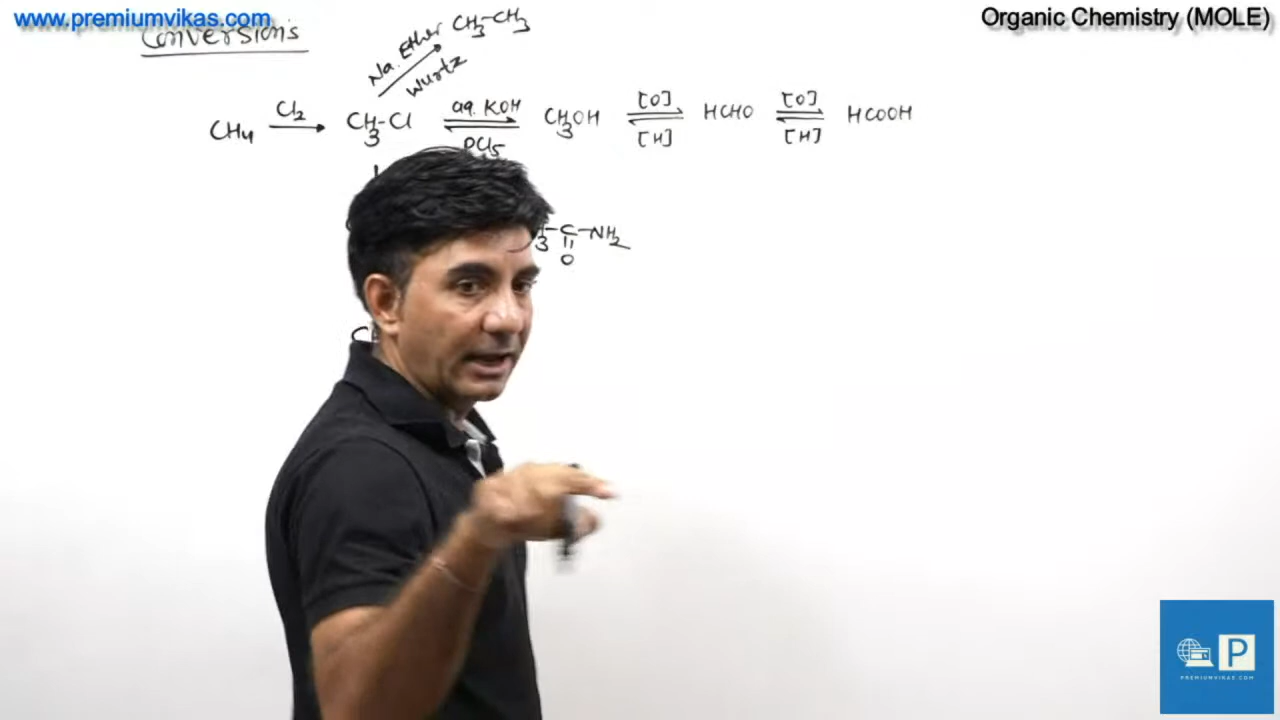 www.premiumvikas.com
Organic Chemistry (MOLE)
Conversions
Na. Ether CH3-CH3
Wurtz
CH4 Cl2 CH3-Cl aq. KOH CH3OH [O] HCHO [O] HCOOH
PCl5 [H] [H]
3-C-NH2
O
P
PREMIUMVIKAS.COM